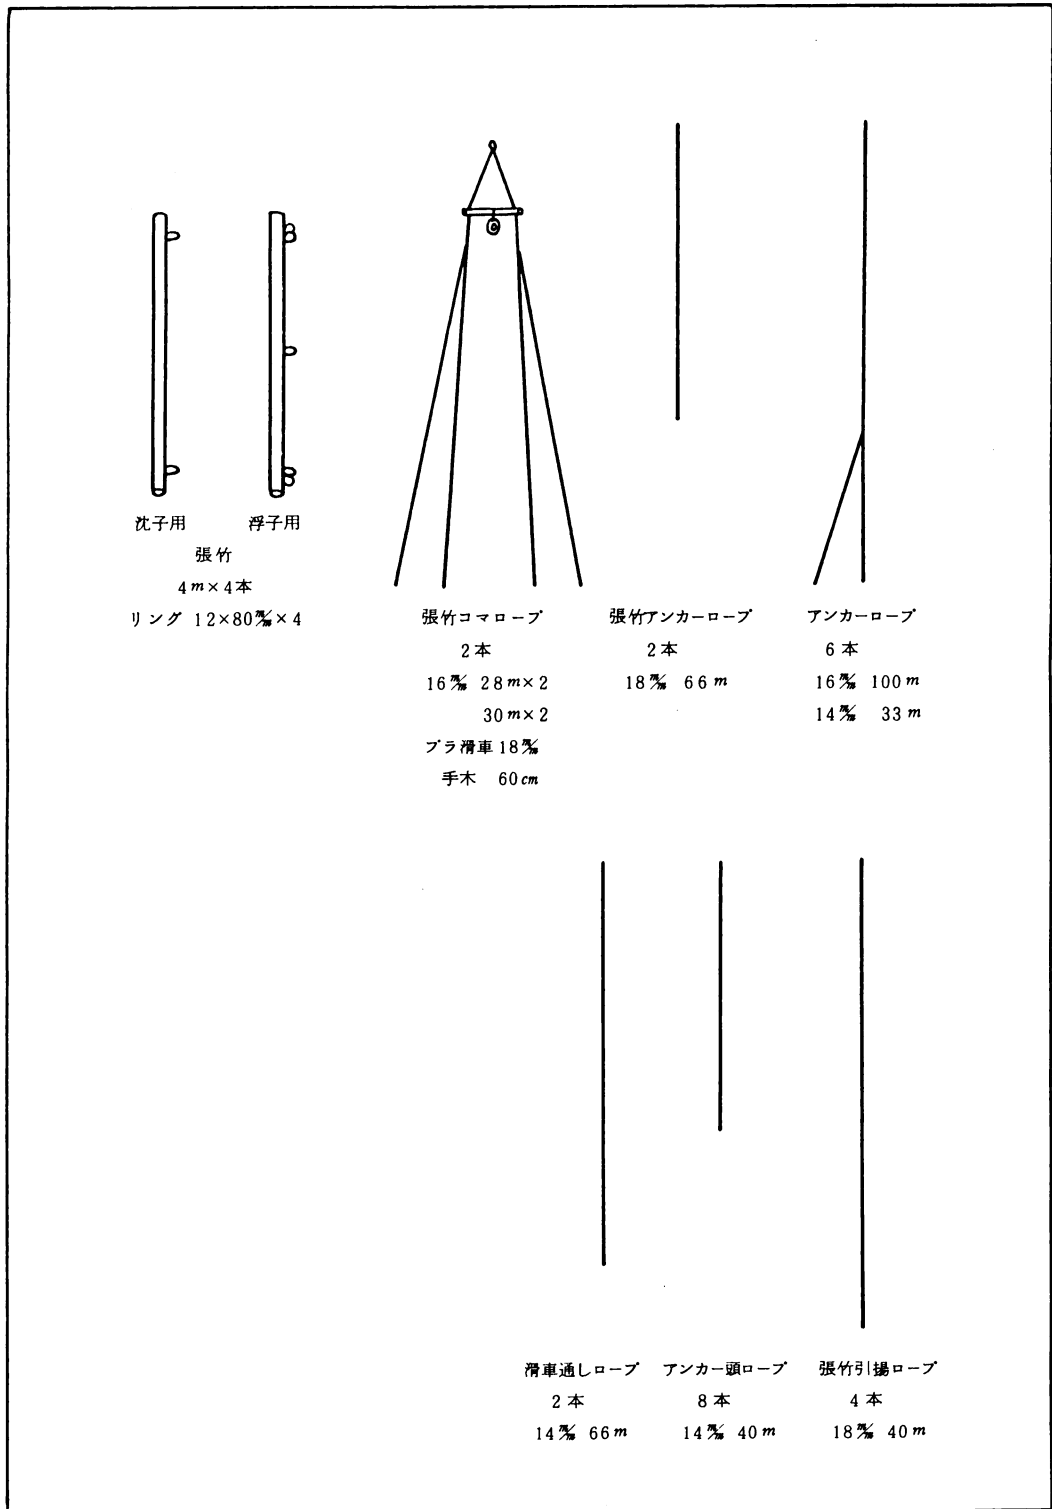 沈子用 浮子用
張竹
4m×4本
リング 12×80㎜×4
張竹コマロープ
2本
16㎜ 28m×2
30m×2
プラ滑車18㎜
手木 60cm
張竹アンカーロープ
2本
18㎜ 66m
アンカーロープ
6本
16㎜ 100m
14㎜ 33m
滑車通しロープ
2本
14㎜ 66m
アンカー頭ロープ
8本
14㎜ 40m
張竹引揚ロープ
4本
18㎜ 40m